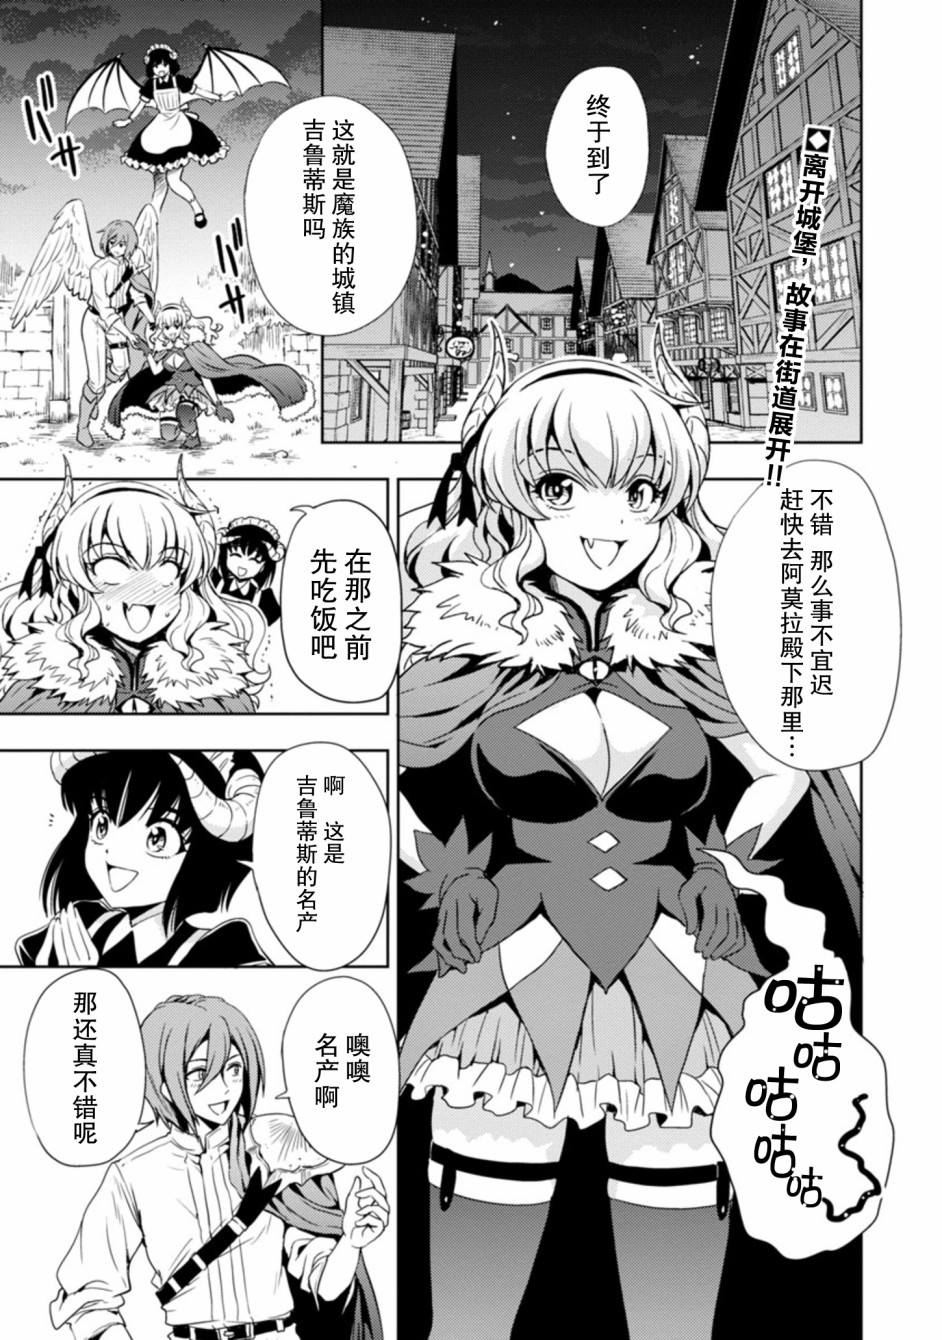 ◆离开城堡，故事在街道展开!!
终于到了
这就是魔族的城镇
吉鲁蒂斯吗
不错 那么事不宜迟
赶快去阿莫拉殿下那里…
咕咕咕咕咕咕
在那之前
先吃饭吧
啊 这是
吉鲁蒂斯的名产
噢噢
名产啊
那还真不错呢